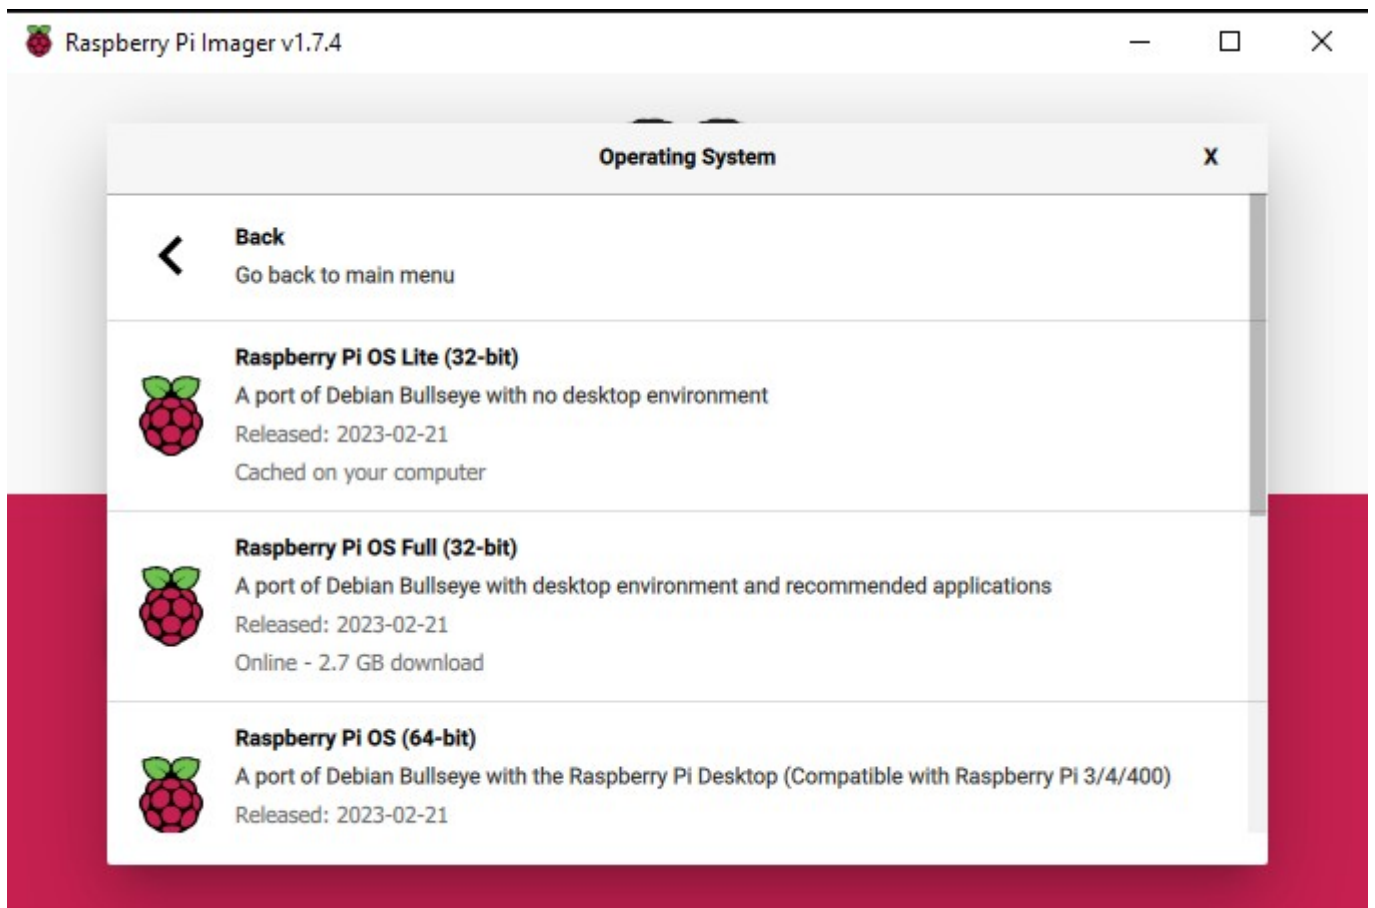 Raspberry Pi Imager v1.7.4
Operating System
X
Back
Go back to main menu
Raspberry Pi OS Lite (32-bit)
A port of Debian Bullseye with no desktop environment
Released: 2023-02-21
Cached on your computer
Raspberry Pi OS Full (32-bit)
A port of Debian Bullseye with desktop environment and recommended applications
Released: 2023-02-21
Online - 2.7 GB download
Raspberry Pi OS (64-bit)
A port of Debian Bullseye with the Raspberry Pi Desktop (Compatible with Raspberry Pi 3/4/400)
Released: 2023-02-21